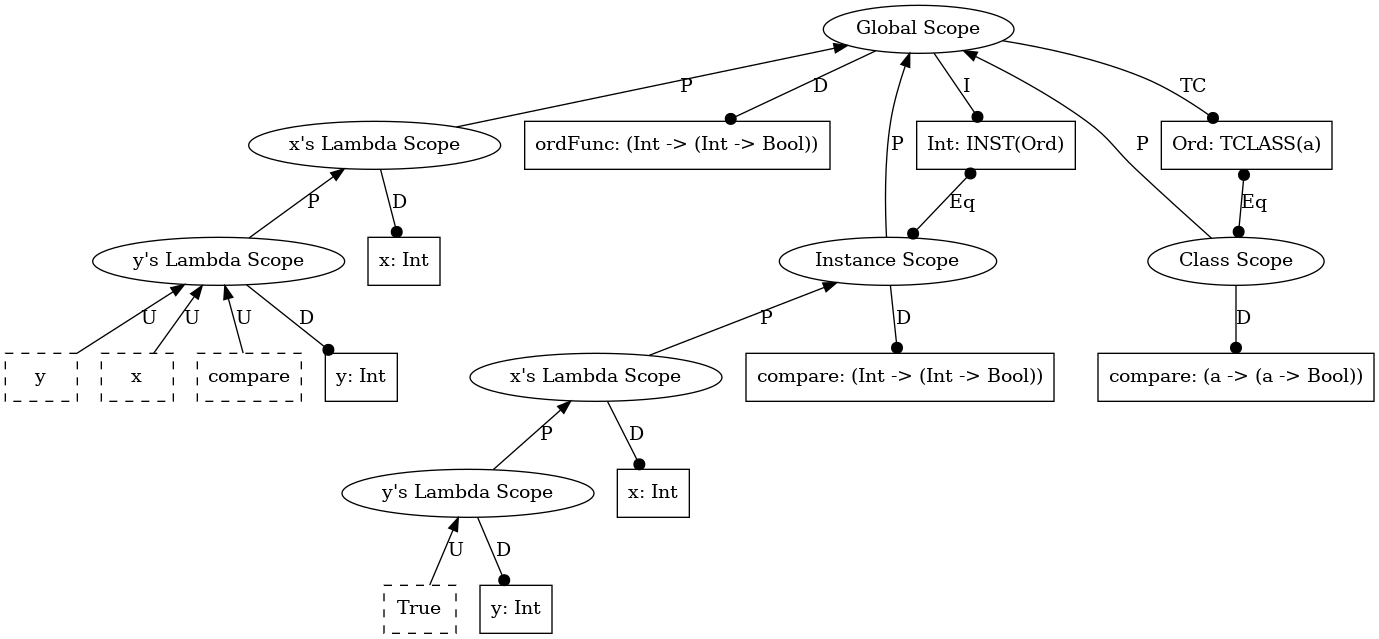 Global Scope
P
D
I
TC
x's Lambda Scope
ordFunc: (Int -> (Int -> Bool))
P
Int: INST(Ord)
P
Ord: TCLASS(a)
P
D
Eq
Eq
y's Lambda Scope
x: Int
Instance Scope
Class Scope
U
U
U
D
P
D
D
y
x
compare
y: Int
x's Lambda Scope
compare: (Int -> (Int -> Bool))
compare: (a -> (a -> Bool))
P
D
y's Lambda Scope
x: Int
U
D
True
y: Int